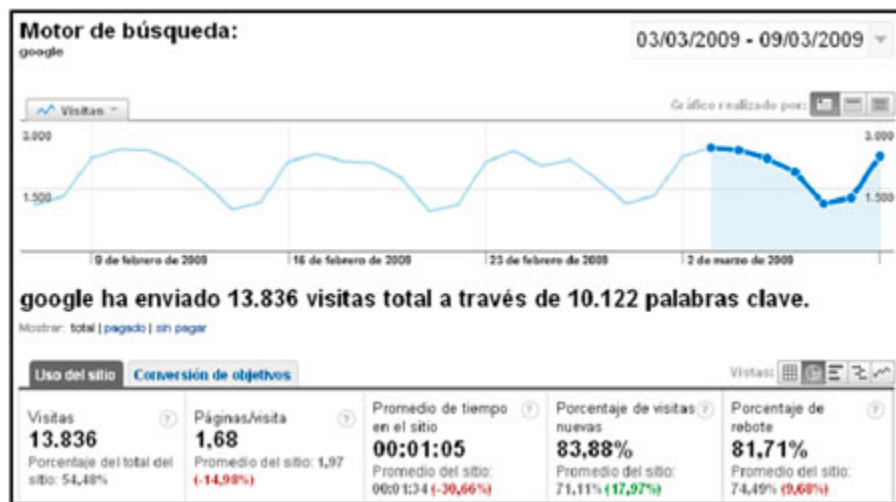 Motor de búsqueda:
google
03/03/2009 - 09/03/2009
Visitas
Gráfico realizado por:
3.000
3.000
1.500
1.500
9 de febrero de 2009
16 de febrero de 2009
23 de febrero de 2009
2 de marzo de 2009
google ha enviado 13.836 visitas total a través de 10.122 palabras clave.
Mostrar: total | pagado | sin pagar
Uso del sitio
Conversión de objetivos
Vistas:
Visitas
13.836
Porcentaje del total del
sitio: 54,48%
Páginas/visita
1,68
Promedio del sitio: 1,97
(-14,98%)
Promedio de tiempo
en el sitio
00:01:05
Promedio del sitio:
00:01:34 (-30,66%)
Porcentaje de visitas
nuevas
83,88%
Promedio del sitio:
71,11% (17,97%)
Porcentaje de
rebote
81,71%
Promedio del sitio:
74,49% (9,68%)